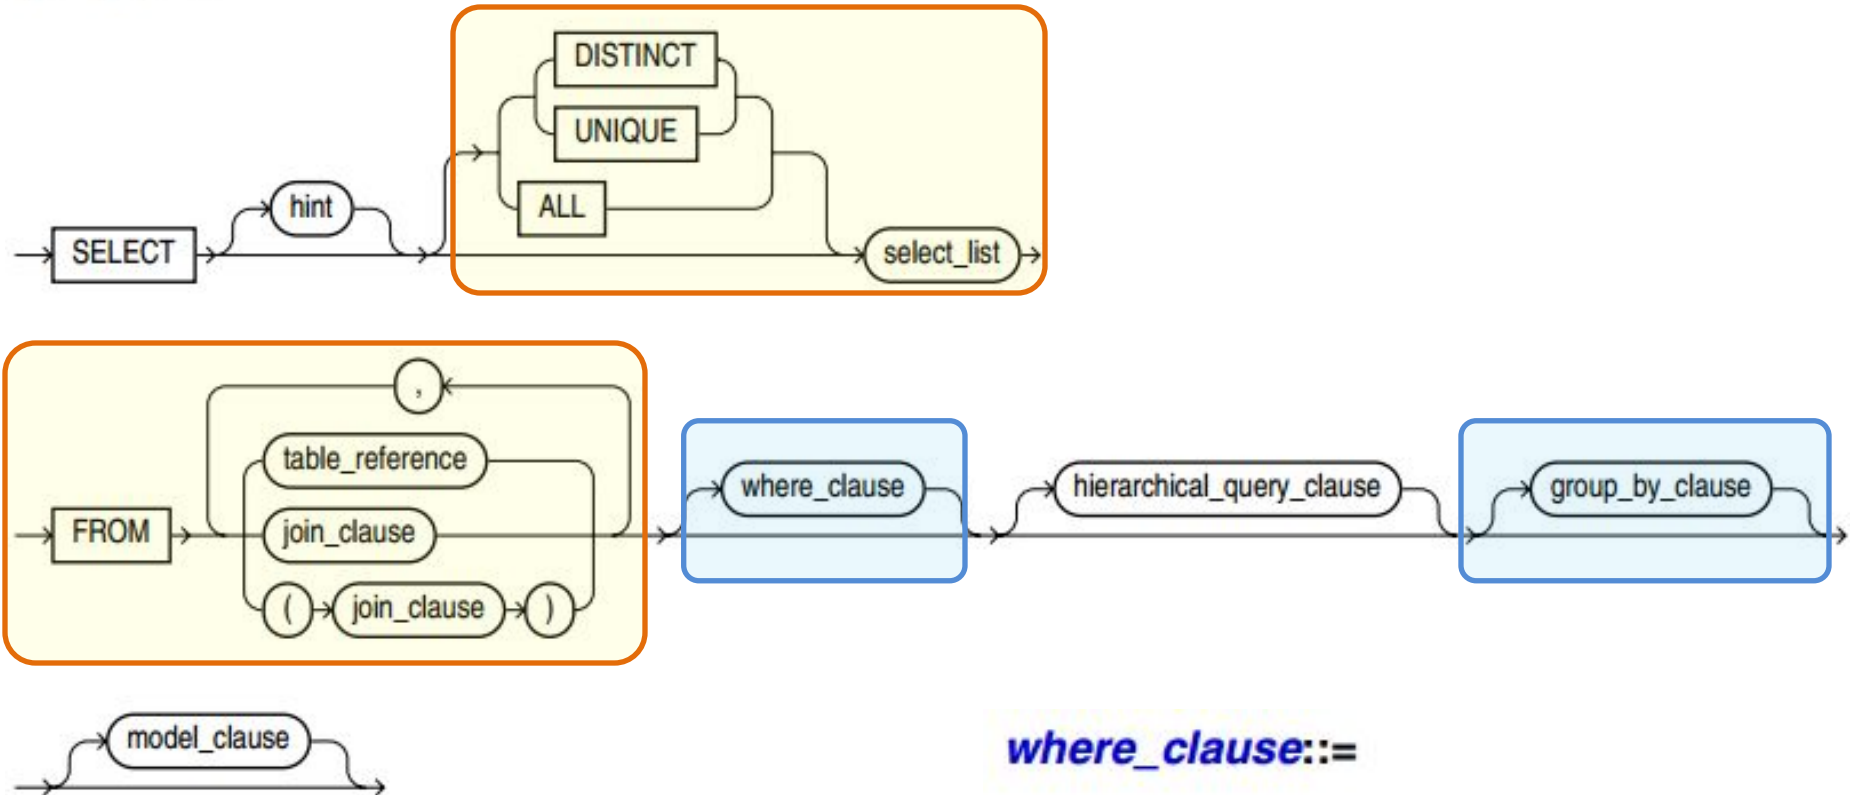 DISTINCT
UNIQUE
ALL
hint
SELECT
select_list
,
table_reference
FROM
join_clause
( join_clause )
where_clause
hierarchical_query_clause
group_by_clause
model_clause
where_clause::=